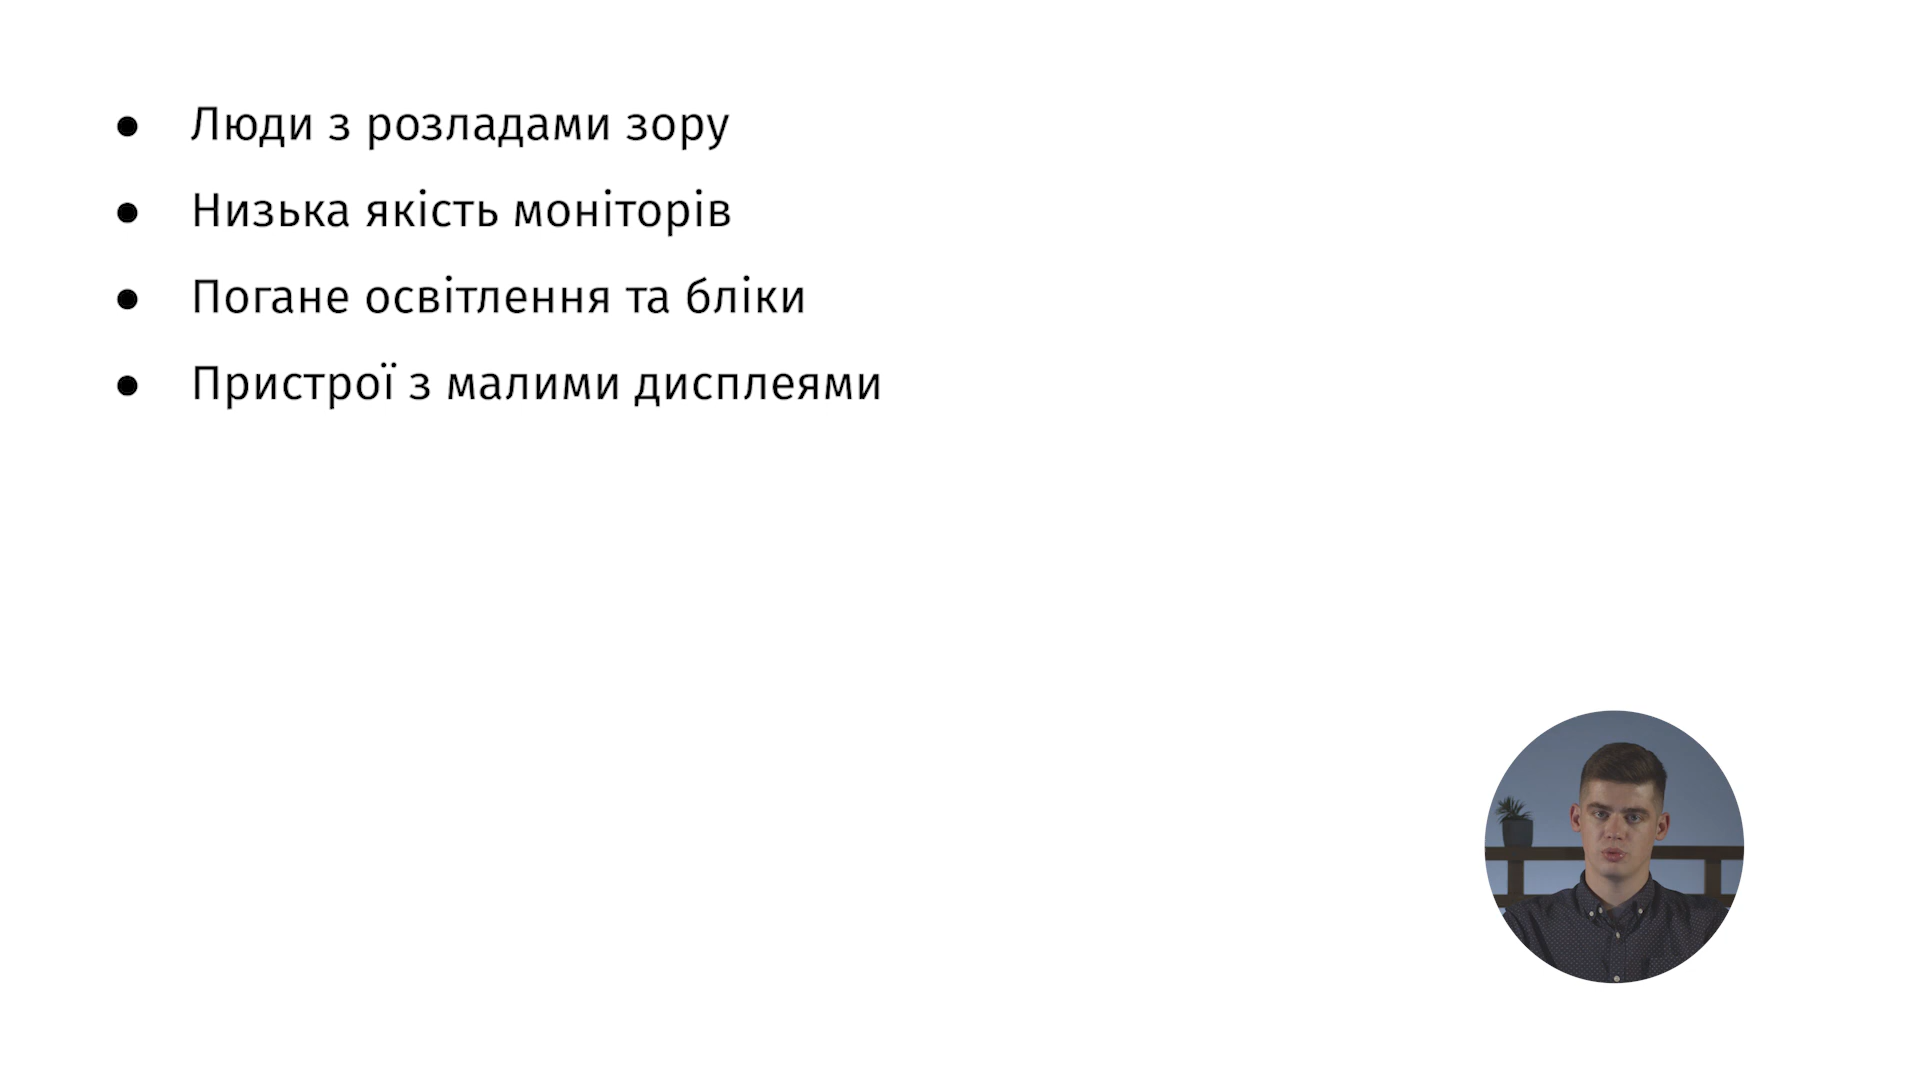 ● Люди з розладами зору
● Низька якість моніторів
● Погане освітлення та бліки
● Пристрої з малими дисплеями